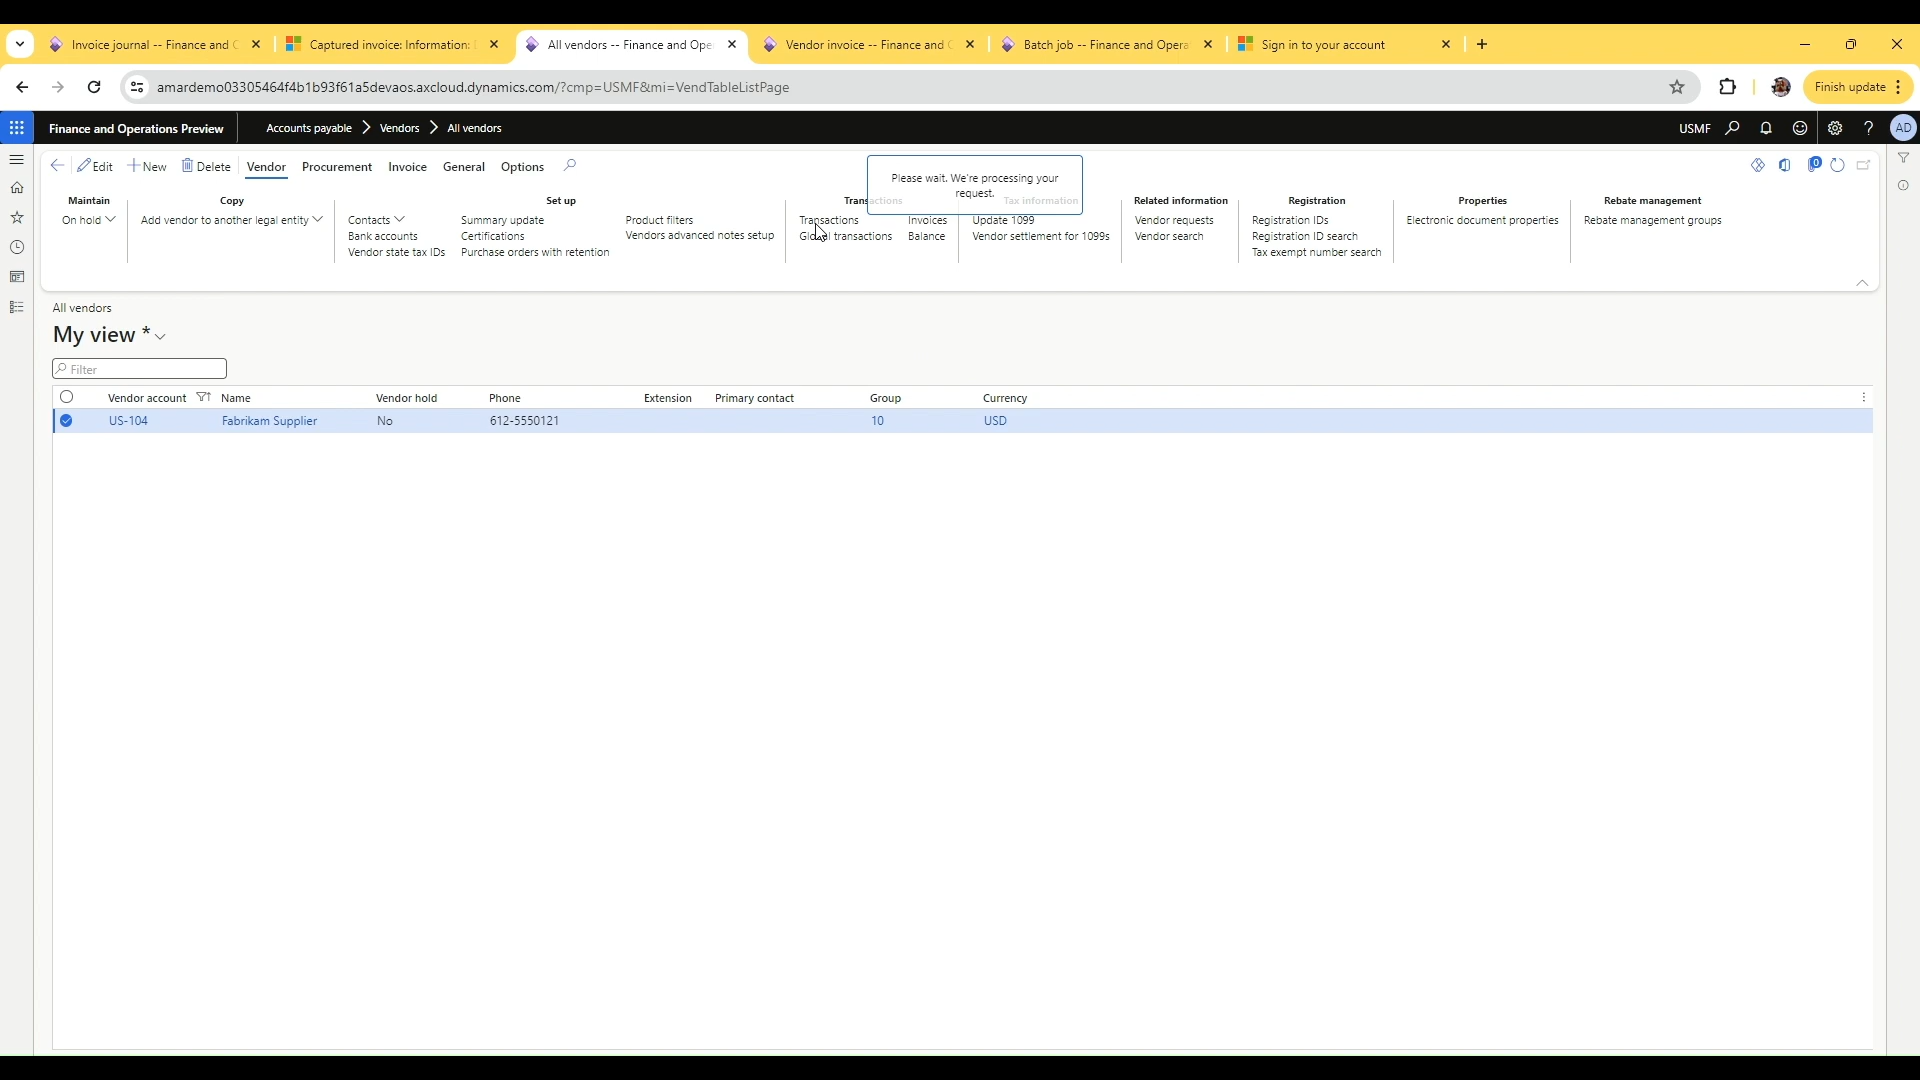 Invoice journal -- Finance and
Captured invoice: Information:
All vendors -- Finance and Ope
Vendor invoice -- Finance and
Batch job -- Finance and Opera
Sign in to your account
amardemo03305464f4b1b93f61a5devaos.axcloud.dynamics.com/?cmp=USMF&mi=VendTableListPage
Finish update
Finance and Operations Preview
Accounts payable
Vendors
All vendors
USMF
AD
Edit
New
Delete
Vendor
Procurement
Invoice
General
Options
Please wait. We're processing your
request.
0
Maintain
Copy
Set up
Transactions
Tax information
Related information
Registration
Properties
Rebate management
On hold
Add vendor to another legal entity
Contacts
Summary update
Product filters
Transactions
Invoices
Update 1099
Vendor requests
Registration IDs
Electronic document properties
Rebate management groups
Bank accounts
Certifications
Vendors advanced notes setup
Global transactions
Balance
Vendor settlement for 1099s
Vendor search
Registration ID search
Vendor state tax IDs
Purchase orders with retention
Tax exempt number search
All vendors
My view *
Filter
Vendor account
Name
Vendor hold
Phone
Extension
Primary contact
Group
Currency
US-104
Fabrikam Supplier
No
612-5550121
10
USD